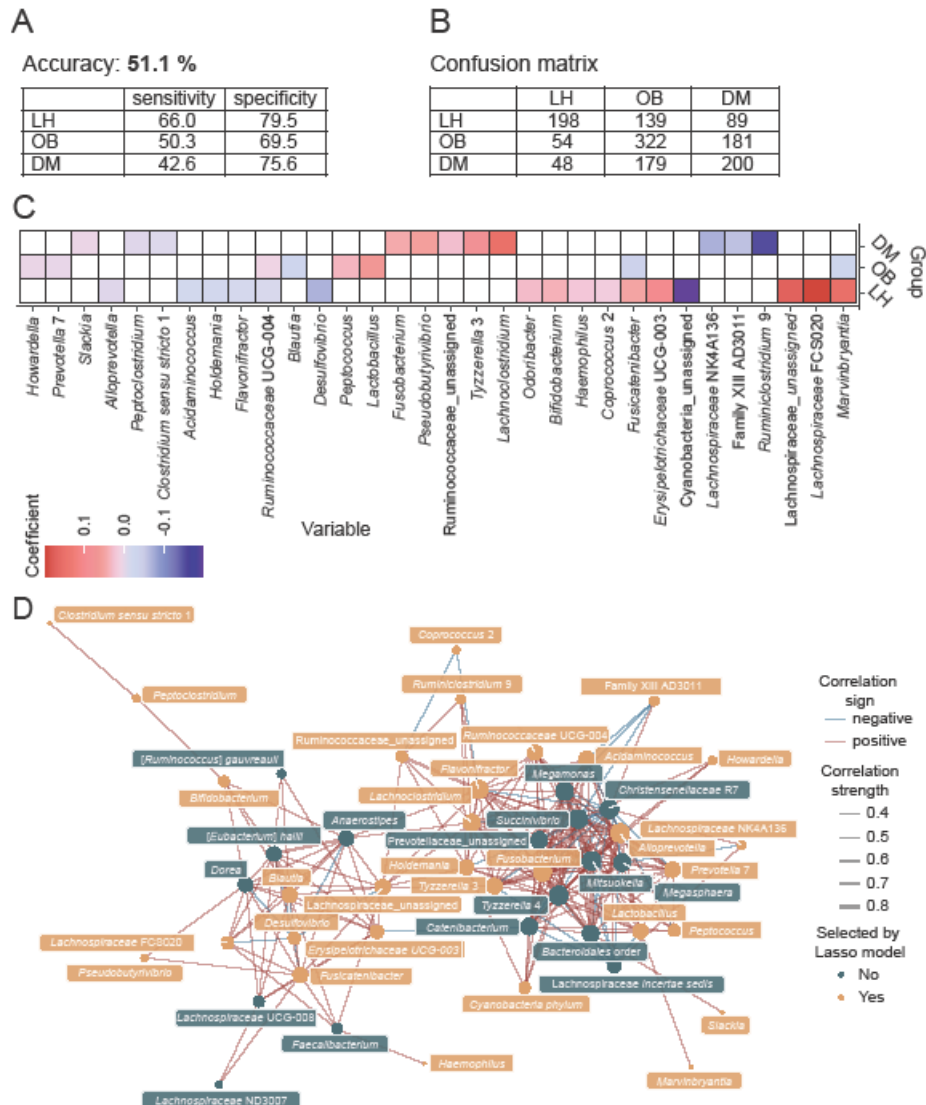 A
Accuracy: 51.1 %
sensitivity specificity
LH 66.0 79.5
OB 50.3 69.5
DM 42.6 75.6
B
Confusion matrix
LH OB DM
LH 198 139 89
OB 54 322 181
DM 48 179 200
C
DM
OB
LH
Group
Howardella
Prevotella 7
Slackia
Alloprevotella
Peptoclostridium
Clostridium sensu stricto 1
Acidaminococcus
Holdemania
Flavonifractor
Ruminococcaceae UCG-004
Blautia
Desulfovibrio
Peptococcus
Lactobacillus
Fusobacterium
Pseudobutyrivibrio
Ruminococcaceae_unassigned
Tyzzerella 3
Lachnoclostridium
Odoribacter
Bifidobacterium
Haemophilus
Coprococcus 2
Fusicatenibacter
Erysipelotrichaceae UCG-003
Cyanobacteria_unassigned
Lachnospiraceae NK4A136
Family XIII AD3011
Ruminiclostridium 9
Lachnospiraceae_unassigned
Lachnospiraceae FCS020
Marvinbryantia
Variable
Coefficient
0.1
0.0
-0.1
D
Clostridium sensu stricto 1
Coprococcus 2
Peptoclostridium
Ruminiclostridium 9
Family XIII AD3011
Ruminococcaceae_unassigned
Ruminococcaceae UCG-004
[Ruminococcus] gauvreauii
Flavonifractor
Acidaminococcus
Howardella
Megamonas
Christensenellaceae R7
Bifidobacterium
Lachnoclostridium
Anaerostipes
Succinivibrio
[Eubacterium] hallii
Prevotellaceae_unassigned
Lachnospiraceae NK4A136
Alloprevotella
Dorea
Blautia
Holdemania
Fusobacterium
Prevotella 7
Tyzzerella 3
Mitsuokella
Megasphaera
Lachnospiraceae_unassigned
Tyzzerella 4
Lactobacillus
Desulfovibrio
Catenibacterium
Peptococcus
Lachnospiraceae FCS020
Erysipelotrichaceae UCG-003
Bacteroidales order
Pseudobutyrivibrio
Fusicatenibacter
Lachnospiraceae incertae sedis
Cyanobacteria phylum
Lachnospiraceae UCG-008
Slackia
Faecalibacterium
Haemophilus
Marvinbryantia
Lachnospiraceae ND3007
Correlation
sign
negative
positive
Correlation
strength
0.4
0.5
0.6
0.7
0.8
Selected by
Lasso model
No
Yes